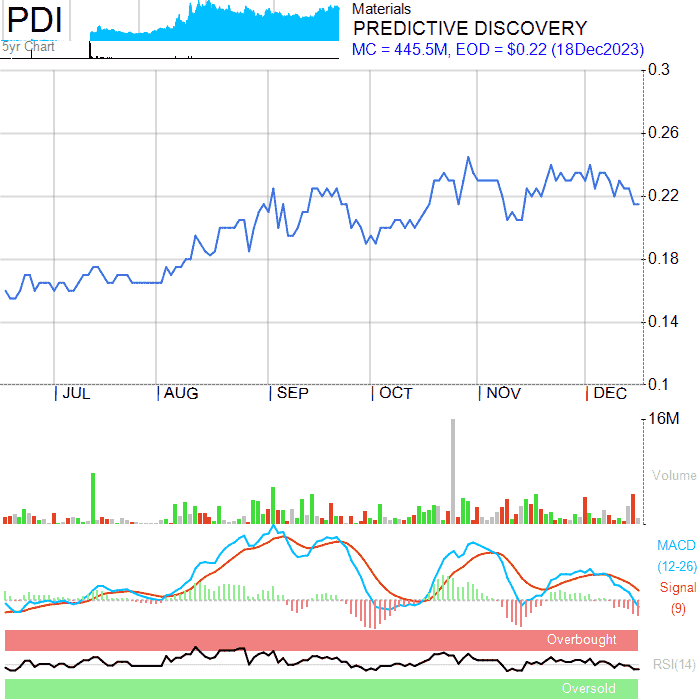 PDI
5yr Chart
Materials
PREDICTIVE DISCOVERY
MC = 445.5M, EOD = $0.22 (18Dec2023)
0.3
0.26
0.22
0.18
0.14
0.1
JUL AUG SEP OCT NOV DEC
16M
Volume
MACD
(12-26)
Signal
(9)
Overbought
RSI(14)
Oversold